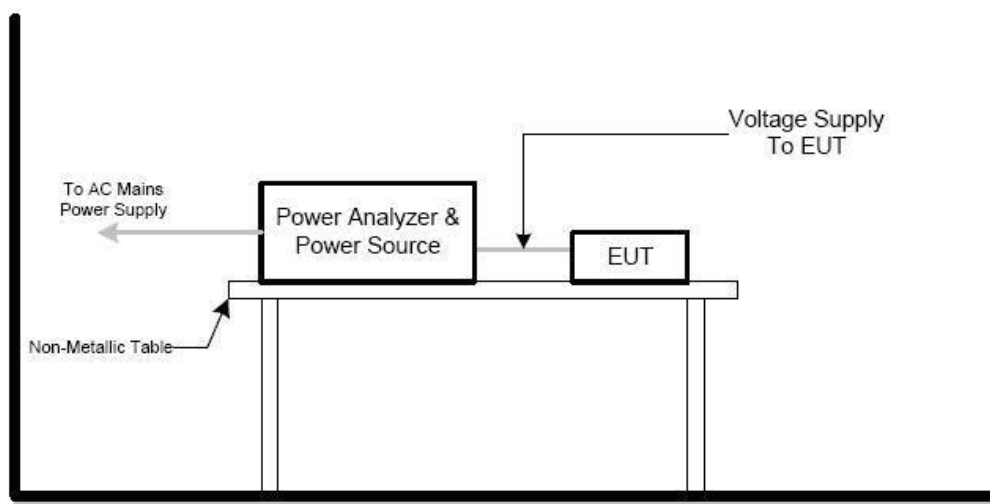 Voltage Supply
To EUT
To AC Mains
Power Supply
Power Analyzer &
Power Source
EUT
Non-Metallic Table